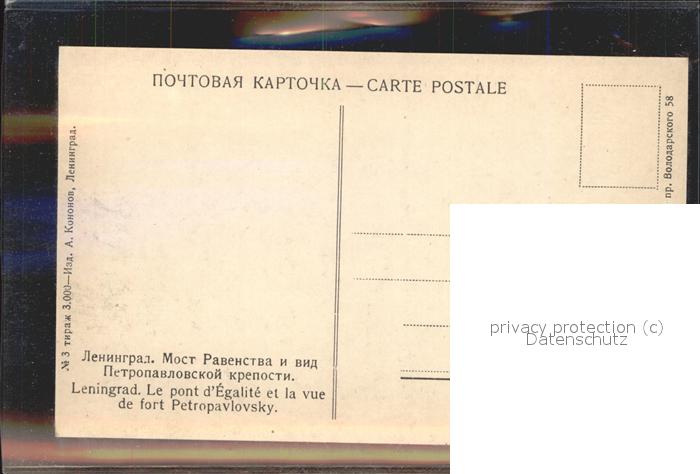 ПОЧТОВАЯ КАРТОЧКА — CARTE POSTALE
№ 3 тираж 3.000—Изд. А. Кононов, Ленинград.
Ленинград. Мост Равенства и вид
Петропавловской крепости.
Leningrad. Le pont d'Égalité et la vue
de fort Petropavlovsky.
пр. Володарского 58
privacy protection (c)
Datenschutz